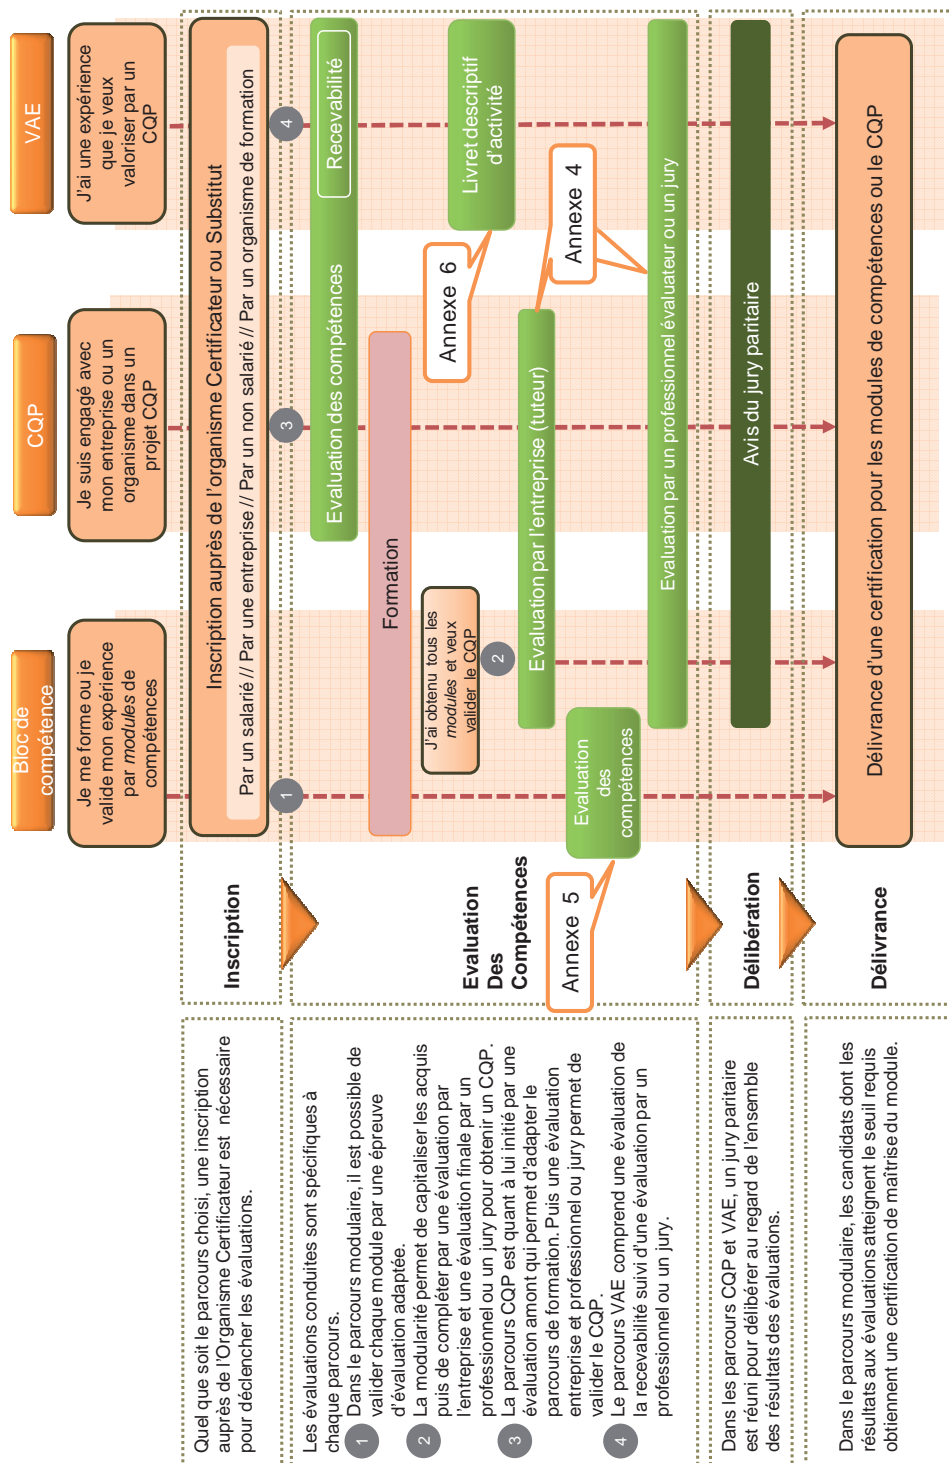 Bloc de
compétence
CQP
VAE
Je me forme ou je
valide mon expérience
par modules de
compétences
Je suis engagé avec
mon entreprise ou un
organisme dans un
projet CQP
J'ai une expérience
que je veux
valoriser par un
CQP
Quel que soit le parcours choisi, une inscription
auprès de l'Organisme Certificateur est nécessaire
pour déclencher les évaluations.
Inscription
Inscription auprès de l'organisme Certificateur ou Substitut
Par un salarié // Par une entreprise // Par un non salarié // Par un organisme de formation
1
3
4
Les évaluations conduites sont spécifiques à
chaque parcours.
1 Dans le parcours modulaire, il est possible de
valider chaque module par une épreuve
d'évaluation adaptée.
2 La modularité permet de capitaliser les acquis
puis de compléter par une évaluation par
l'entreprise et une évaluation finale par un
professionnel ou un jury pour obtenir un CQP.
3 La parcours CQP est quant à lui initié par une
évaluation amont qui permet d'adapter le
parcours de formation. Puis une évaluation
entreprise et professionnel ou jury permet de
valider le CQP.
4 Le parcours VAE comprend une évaluation de
la recevabilité suivi d'une évaluation par un
professionnel ou un jury.
Evaluation
Des
Compétences
Evaluation des compétences
Recevabilité
Formation
J'ai obtenu tous les
modules et veux
valider le CQP
2
Annexe 6
Livret descriptif
d'activité
Evaluation par l'entreprise (tuteur)
Annexe 4
Annexe 5
Evaluation
des
compétences
Evaluation par un professionnel évaluateur ou un jury
Dans les parcours CQP et VAE, un jury paritaire
est réuni pour délibérer au regard de l'ensemble
des résultats des évaluations.
Délibération
Avis du jury paritaire
Dans le parcours modulaire, les candidats dont les
résultats aux évaluations atteignent le seuil requis
obtiennent une certification de maîtrise du module.
Délivrance
Délivrance d'une certification pour les modules de compétences ou le CQP